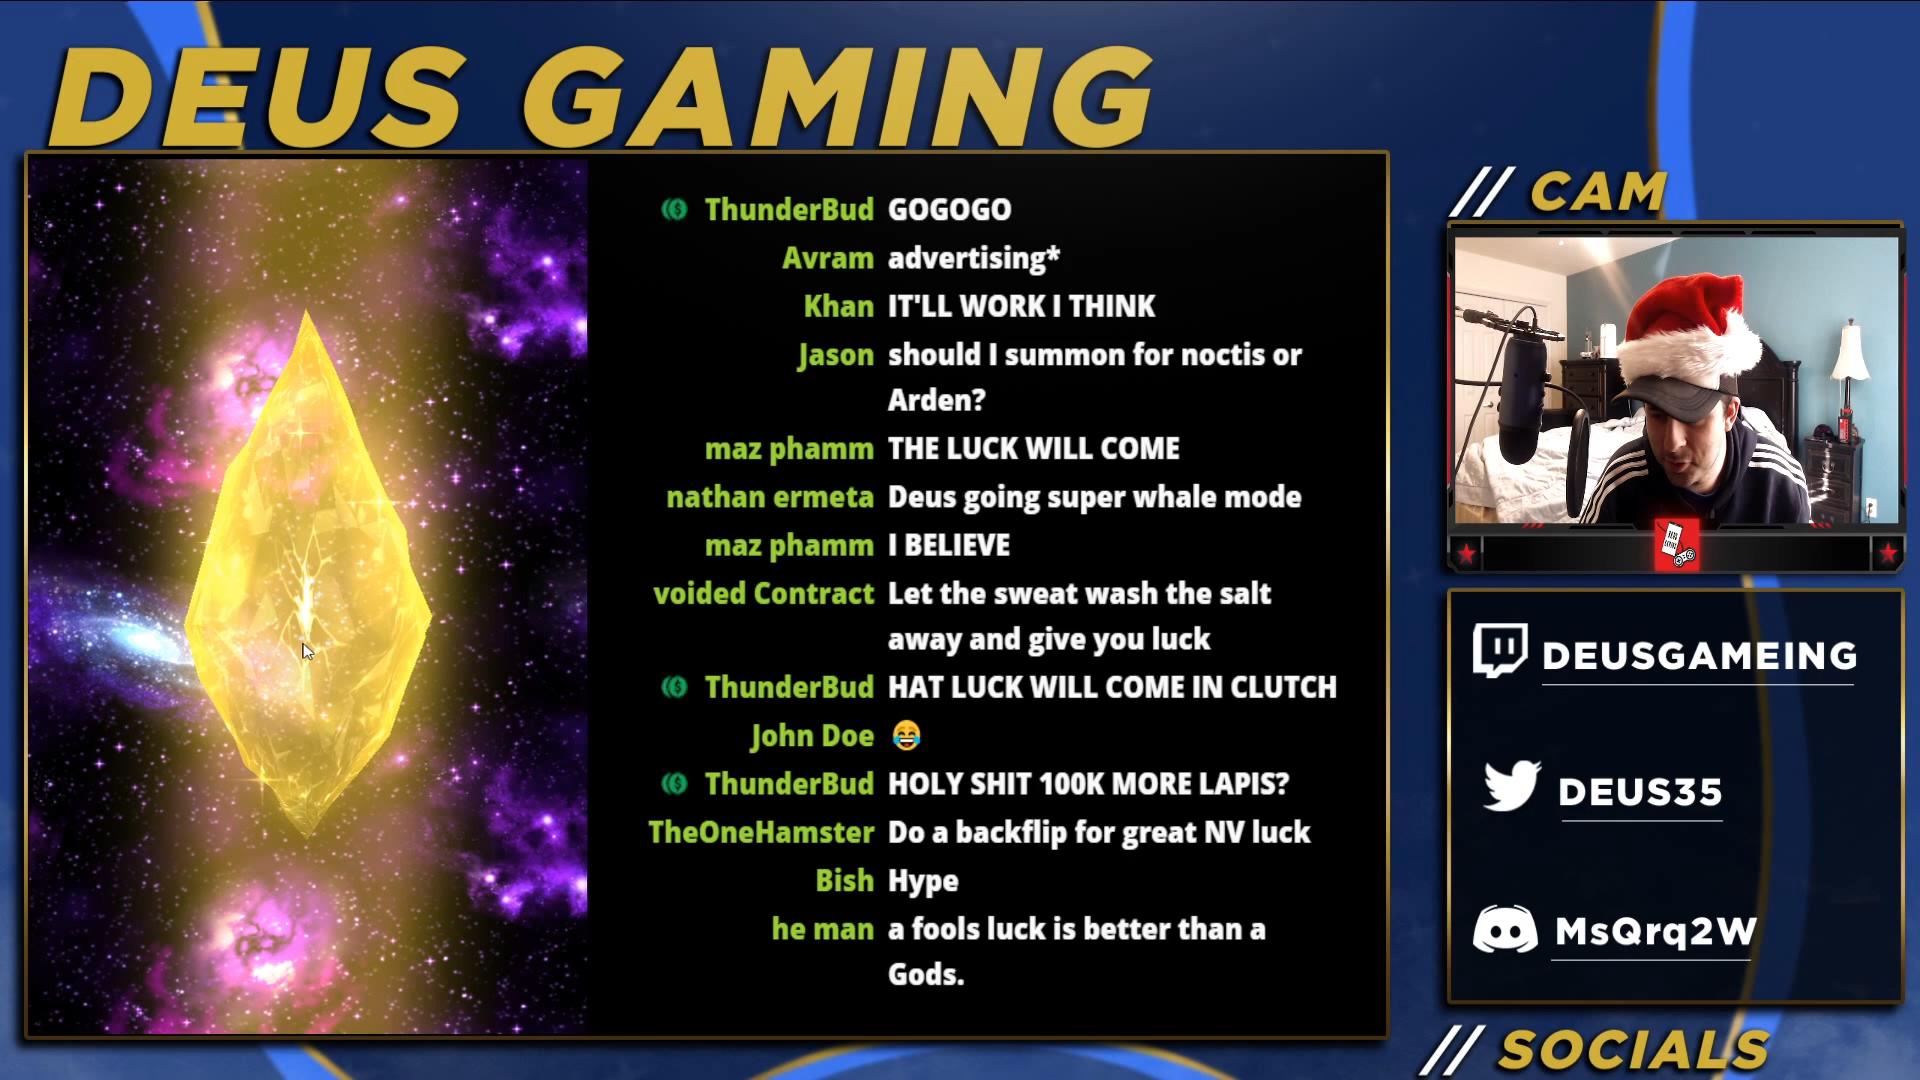 DEUS GAMING
ThunderBud GOGOGO
Avram advertising*
Khan IT'LL WORK I THINK
Jason should I summon for noctis or
Arden?
maz phamm THE LUCK WILL COME
nathan ermeta Deus going super whale mode
maz phamm I BELIEVE
voided Contract Let the sweat wash the salt
away and give you luck
ThunderBud HAT LUCK WILL COME IN CLUTCH
John Doe 😂
ThunderBud HOLY SHIT 100K MORE LAPIS?
TheOneHamster Do a backflip for great NV luck
Bish Hype
he man a fools luck is better than a
Gods.
// CAM
DEUSGAMEING
DEUS35
MsQrq2W
// SOCIALS